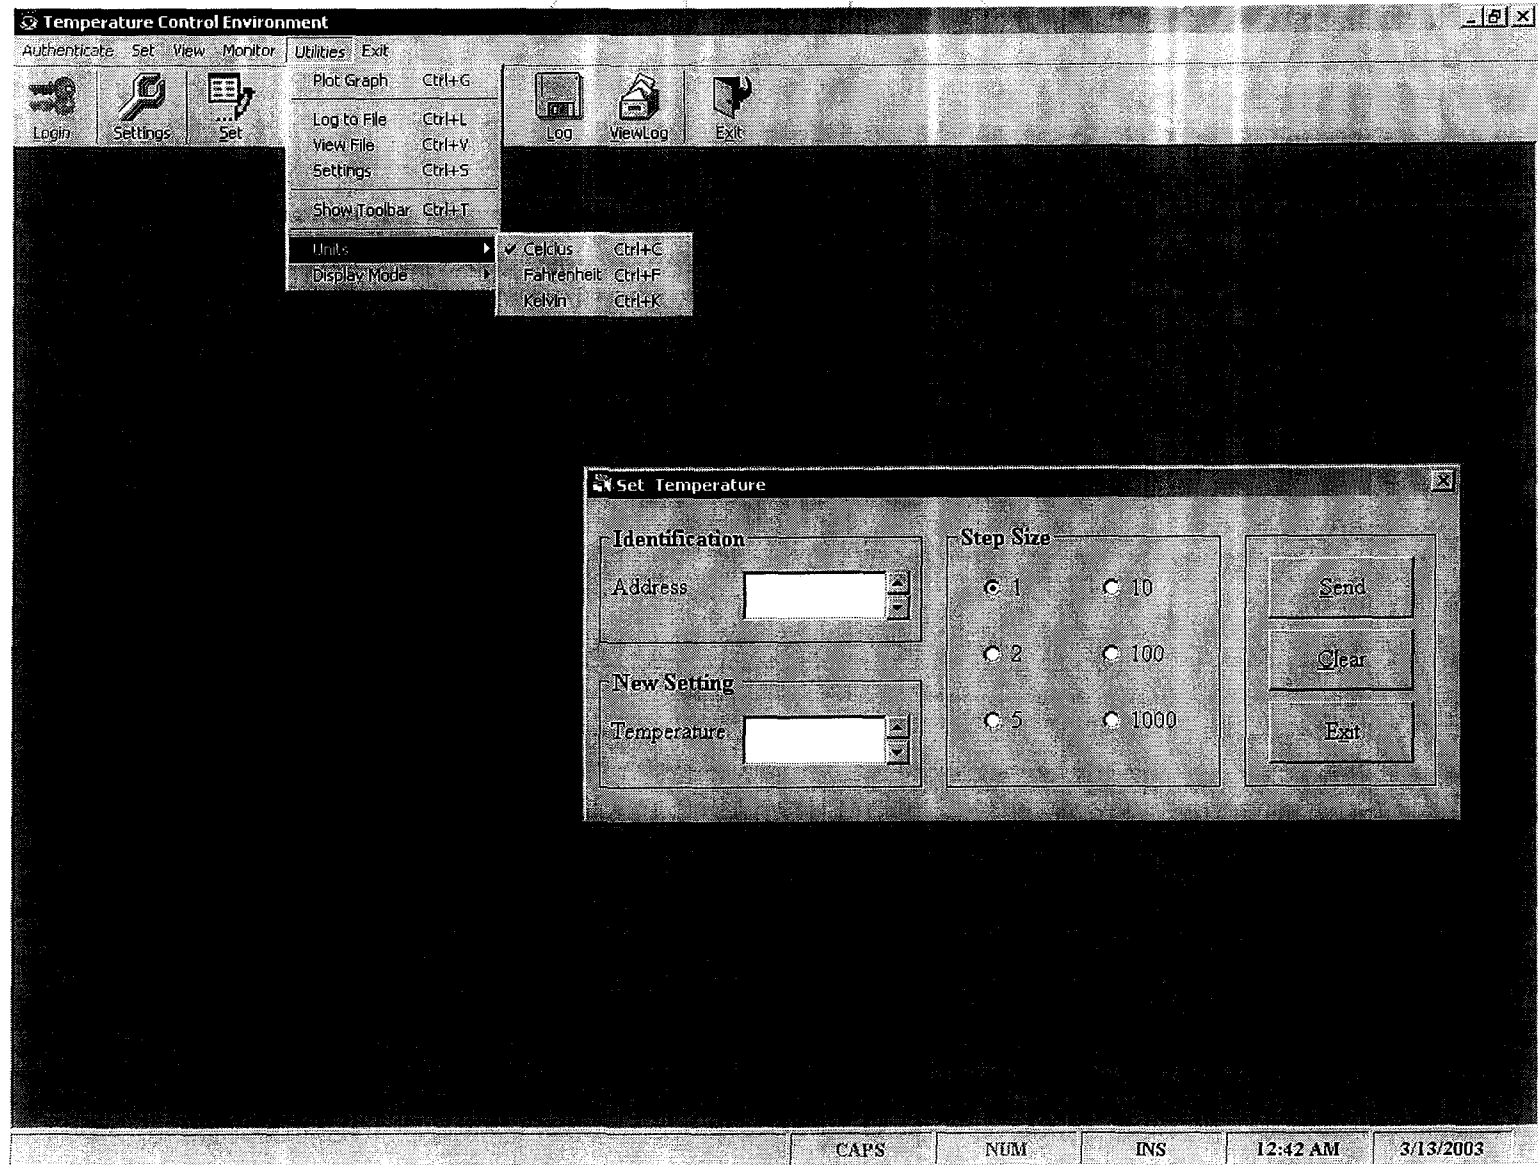 Temperature Control Environment
Authenticate Set View Monitor Utilities Exit
Login Settings Set Log ViewLog Exit
Plot Graph Ctrl+G
Log to File Ctrl+L
View File Ctrl+V
Settings Ctrl+S
Show Toolbar Ctrl+T
Units
Display Mode
Celcius Ctrl+C
Fahrenheit Ctrl+F
Kelvin Ctrl+K
Set Temperature
Identification
Address
New Setting
Temperature
Step Size
1 10
2 100
5 1000
Send
Clear
Exit
CAPS NUM INS 12:42 AM 3/13/2003